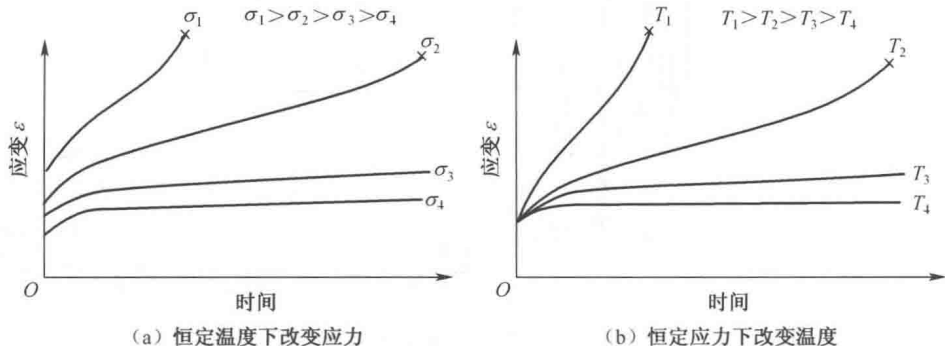 σ₁
σ₁>σ₂>σ₃>σ₄
σ₂
σ₃
σ₄
应变 ε
O
时间
(a) 恒定温度下改变应力
T₁
T₁>T₂>T₃>T₄
T₂
T₃
T₄
应变 ε
O
时间
(b) 恒定应力下改变温度